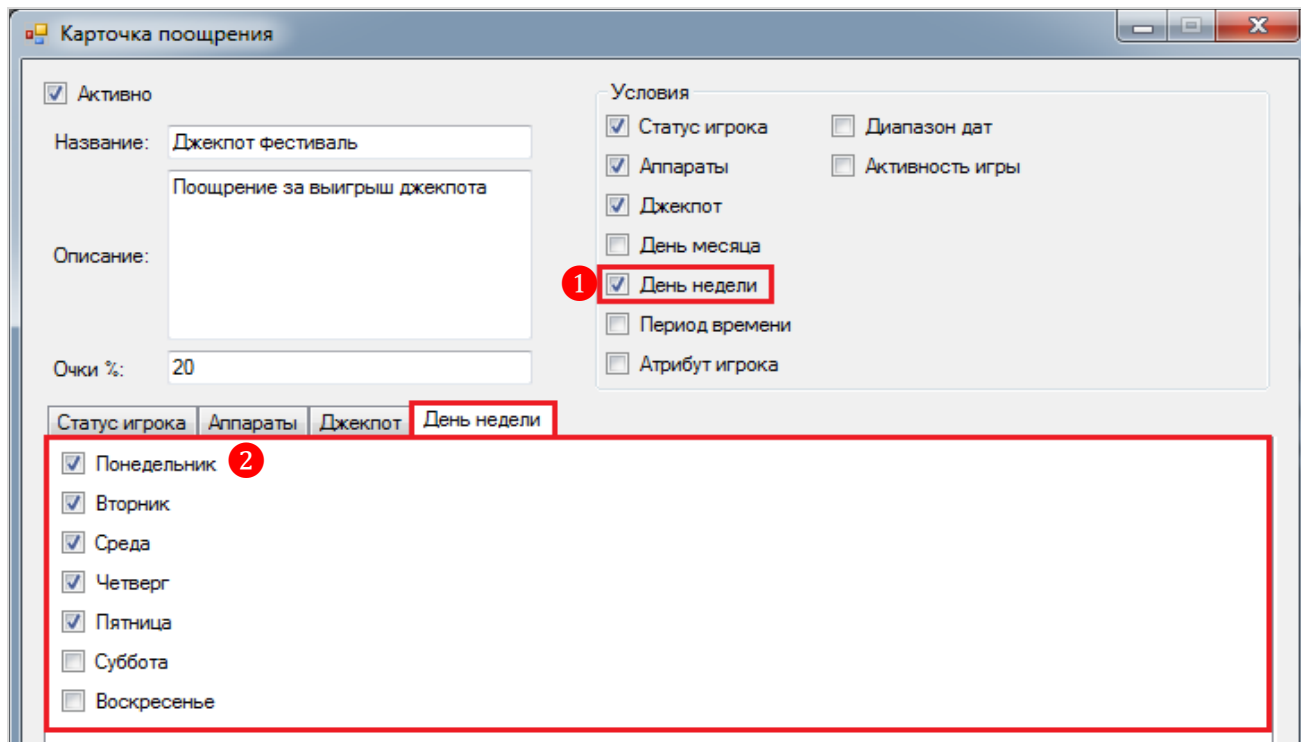 Карточка поощрения
Активно
Название: Джекпот фестиваль
Описание: Поощрение за выигрыш джекпота
Очки %: 20
Условия
Статус игрока
Аппараты
Джекпот
День месяца
1 День недели
Период времени
Атрибут игрока
Диапазон дат
Активность игры
Статус игрока Аппараты Джекпот День недели
Понедельник 2
Вторник
Среда
Четверг
Пятница
Суббота
Воскресенье